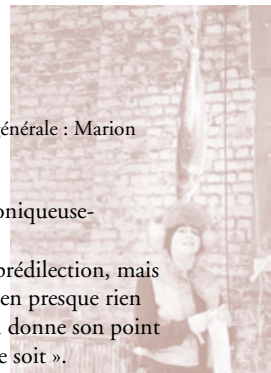 énérale : Marion
oniqueuse-
prédilection, mais
en presque rien
donne son point
e soit ».